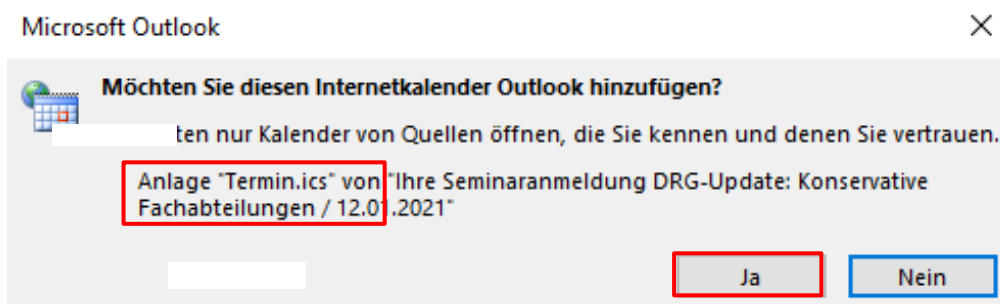 Microsoft Outlook
Möchten Sie diesen Internetkalender Outlook hinzufügen?
ten nur Kalender von Quellen öffnen, die Sie kennen und denen Sie vertrauen.
Anlage "Termin.ics" von "Ihre Seminaranmeldung DRG-Update: Konservative
Fachabteilungen / 12.01.2021"
Ja Nein